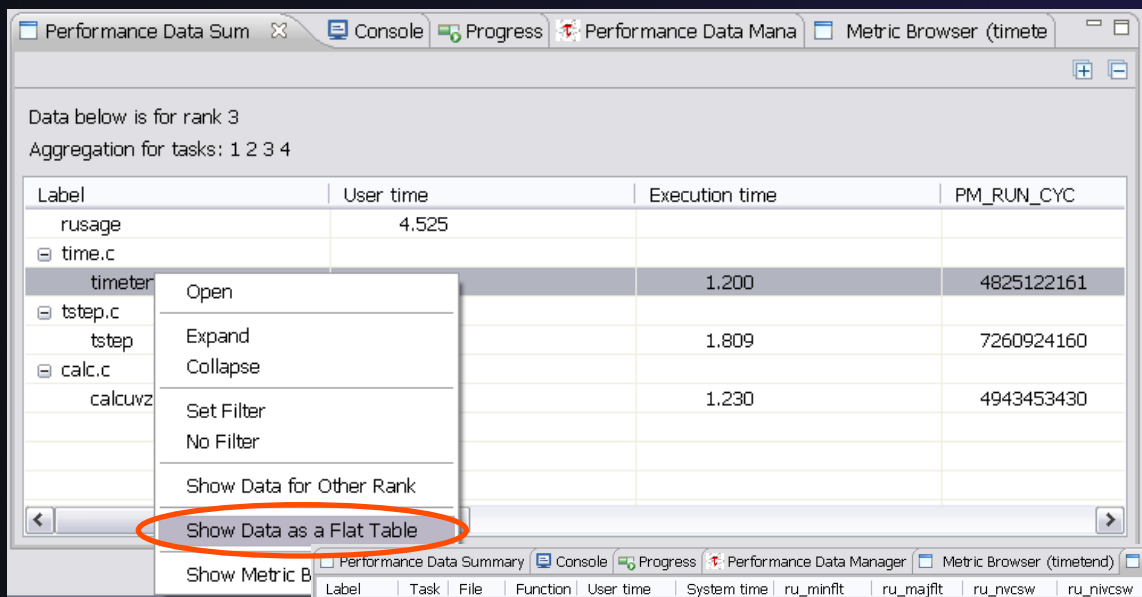 Performance Data Sum Console Progress Performance Data Mana Metric Browser (timete
Data below is for rank 3
Aggregation for tasks: 1 2 3 4
Label User time Execution time PM_RUN_CYC
rusage 4.525
time.c
timeter 1.200 4825122161
tstep.c
tstep 1.809 7260924160
calc.c
calcuvz 1.230 4943453430
Open
Expand
Collapse
Set Filter
No Filter
Show Data for Other Rank
Show Data as a Flat Table
Show Metric B
Performance Data Summary Console Progress Performance Data Manager Metric Browser (timetend)
Label Task File Function User time System time ru_minflt ru_majflt ru_nvcsw ru_nivcsw